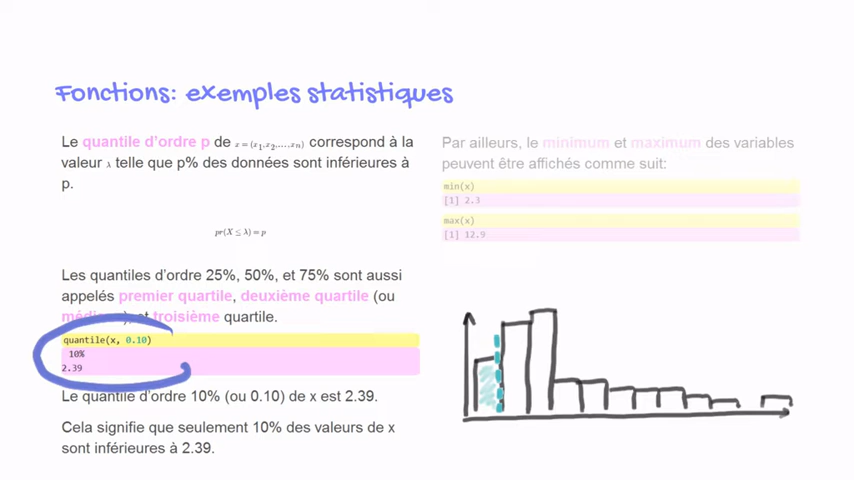 Fonctions: exemples statistiques
Le quantile d'ordre p de x = (x₁,x₂,...,xₙ) correspond à la
valeur λ telle que p% des données sont inférieures à
p.
pr(X ≤ λ) = p
Les quantiles d'ordre 25%, 50%, et 75% sont aussi
appelés premier quartile, deuxième quartile (ou
médiane), et troisième quartile.
quantile(x, 0.10)
10%
2.39
Le quantile d'ordre 10% (ou 0.10) de x est 2.39.
Cela signifie que seulement 10% des valeurs de x
sont inférieures à 2.39.
Par ailleurs, le minimum et maximum des variables
peuvent être affichés comme suit:
min(x)
[1] 2.3
max(x)
[1] 12.9